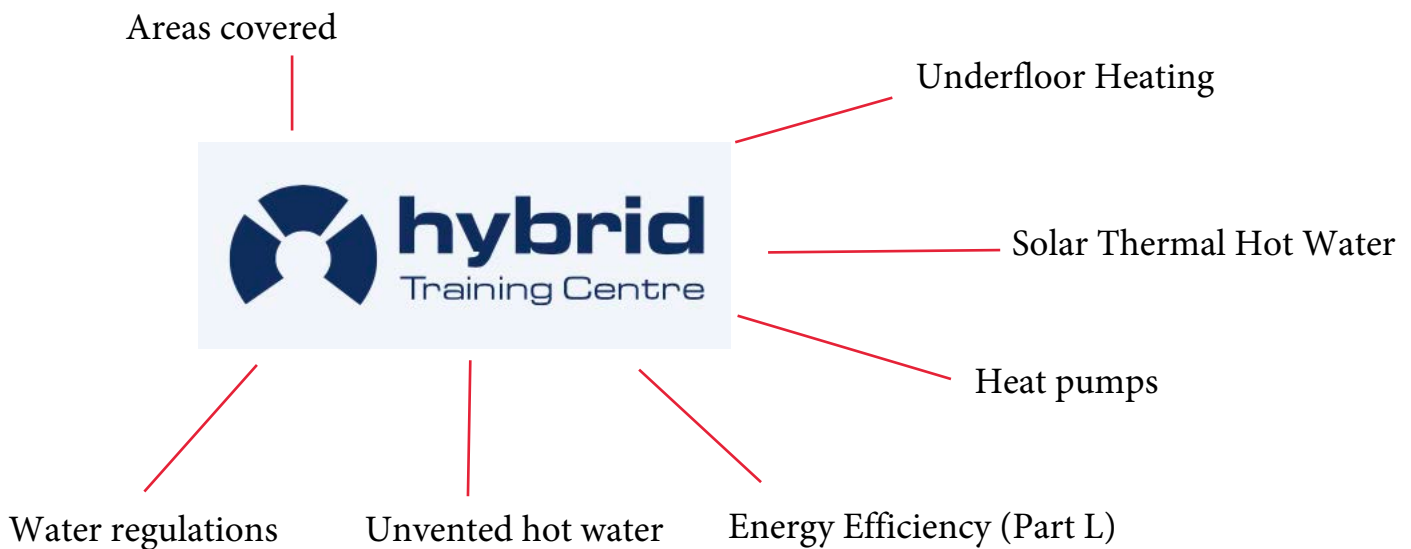 Areas covered
Underfloor Heating
hybrid
Training Centre
Solar Thermal Hot Water
Heat pumps
Water regulations
Unvented hot water
Energy Efficiency (Part L)